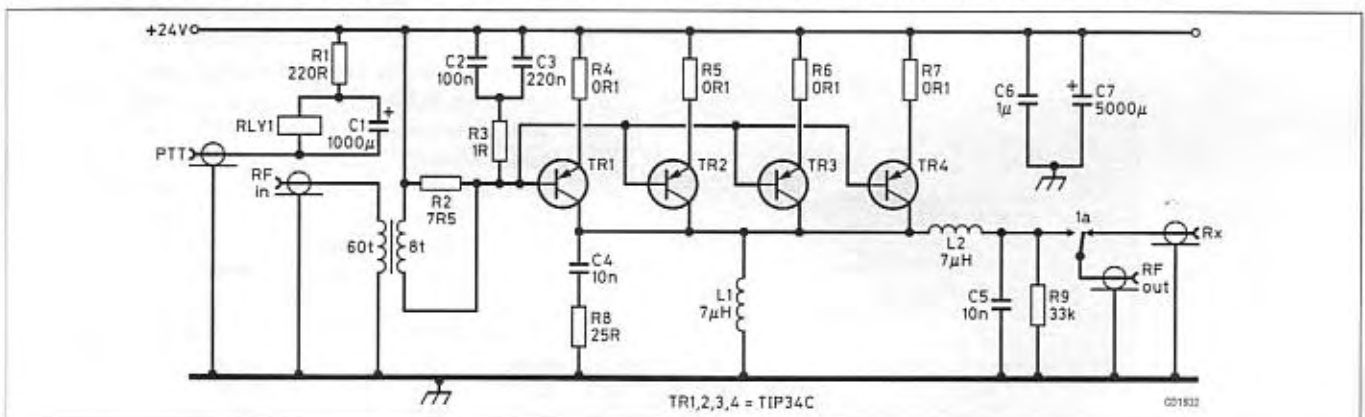 +24V
R1
220R
RLY1
C1
1000μ
PTT
RF
in
60t
8t
R2
7R5
C2
100n
C3
220n
R3
1R
R4
0R1
R5
0R1
R6
0R1
R7
0R1
TR1
TR2
TR3
TR4
C4
10n
R8
25R
L1
7μH
L2
7μH
C5
10n
R9
33k
1a
Rx
RF
out
C6
1μ
C7
5000μ
+
+
TR1,2,3,4 = TIP34C